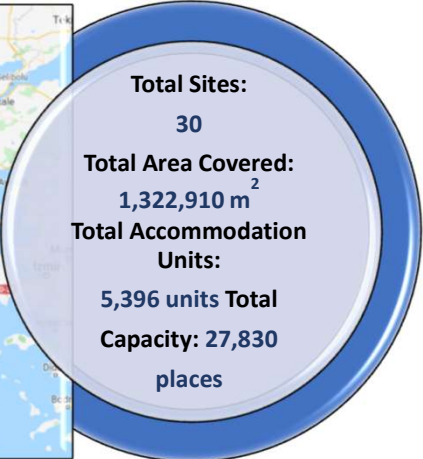 Total Sites:
30
Total Area Covered:
1,322,910 m²
Total Accommodation
Units:
5,396 units Total
Capacity: 27,830
places